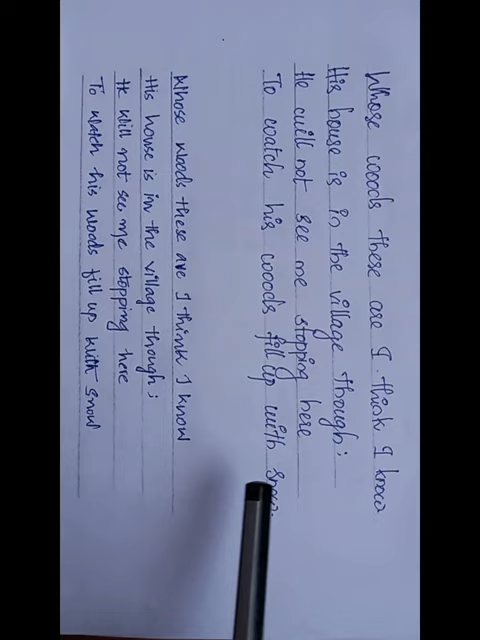 Whose woods these are I think I know
His house is in the village though;
He will not see me stopping here
To watch his woods fill up with snow.
Whose woods these are I think I know
His house is in the village though;
He will not see me stopping here
To watch his woods fill up with snow